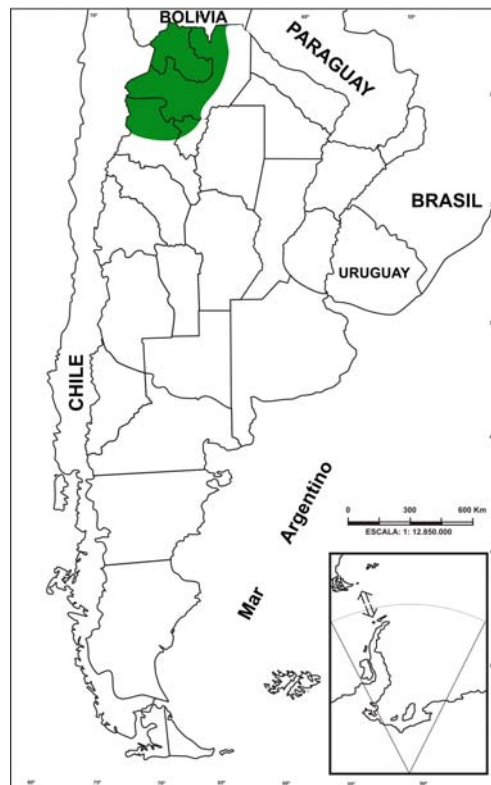 BOLIVIA
PARAGUAY
BRASIL
URUGUAY
CHILE
Argentino
Mar
0 300 600 Km
ESCALA: 1: 12.850.000